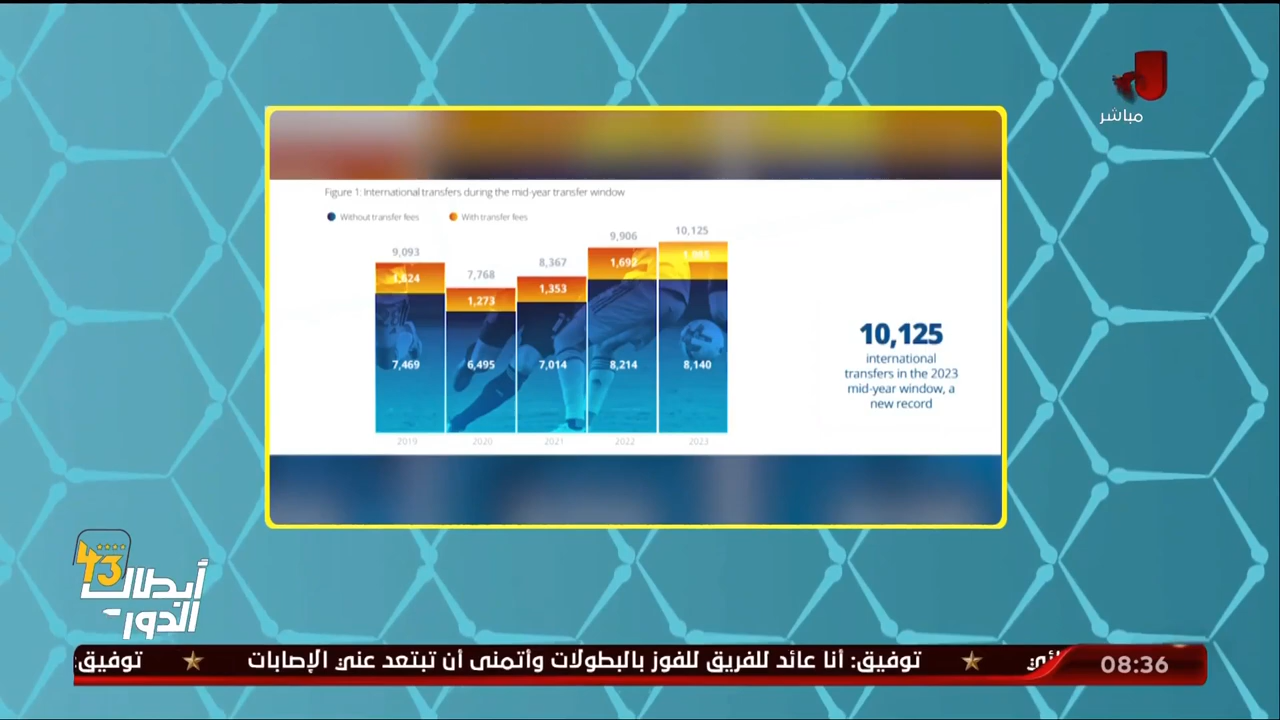 مباشر
Figure 1: International transfers during the mid-year transfer window
Without transfer fees
With transfer fees
9,093
7,768
8,367
9,906
10,125
1,624
1,273
1,353
1,692
7,469
6,495
7,014
8,214
8,140
2019
2020
2021
2022
2023
10,125
international
transfers in the 2023
mid-year window, a
new record
43
أبطال
الدوري
توفيق: أنا عائد للفريق للفوز بالبطولات وأتمنى أن تبتعد عني الإصابات ★ توفيق:
08:36